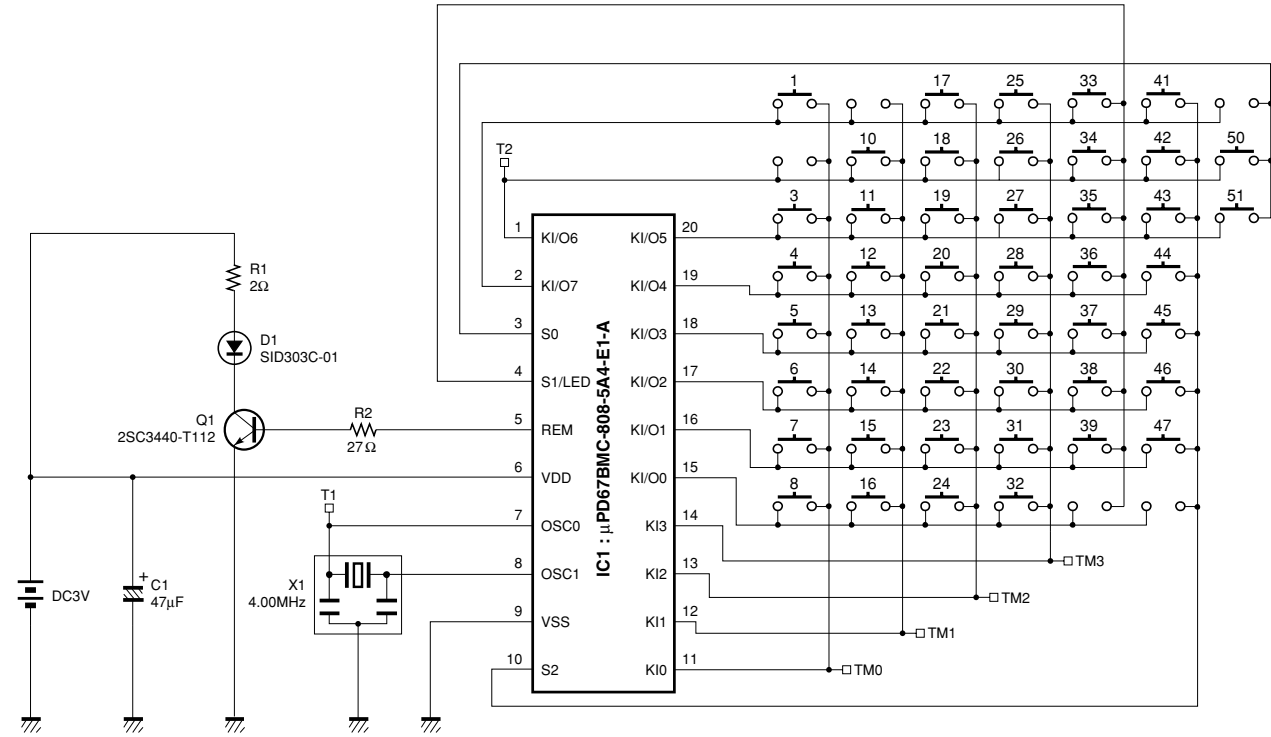 1 17 25 33 41
10 18 26 34 42 50
T2
3 11 19 27 35 43 51
1 KI/O6 KI/O5 20
4 12 20 28 36 44
R1
2Ω
2 KI/O7 KI/O4 19
5 13 21 29 37 45
D1
SID303C-01
3 S0 KI/O3 18
6 14 22 30 38 46
4 S1/LED KI/O2 17
Q1
2SC3440-T112
R2
27Ω
5 REM KI/O1 16
7 15 23 31 39 47
6 VDD KI/O0 15
8 16 24 32
T1
7 OSC0 KI3 14
TM3
8 OSC1 KI2 13
X1
4.00MHz
TM2
DC3V
+
C1
47μF
9 VSS KI1 12
TM1
10 S2 KI0 11
TM0
IC1 : μPD67BMC-808-5A4-E1-A